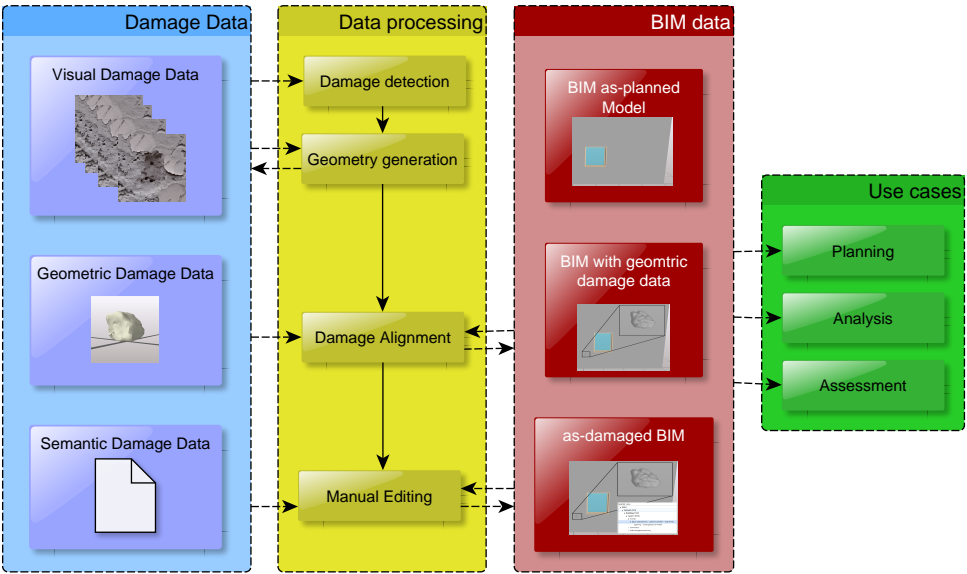 Damage Data
Visual Damage Data
Geometric Damage Data
Semantic Damage Data
Data processing
Damage detection
Geometry generation
Damage Alignment
Manual Editing
BIM data
BIM as-planned
Model
BIM with geomtric
damage data
as-damaged BIM
Use cases
Planning
Analysis
Assessment